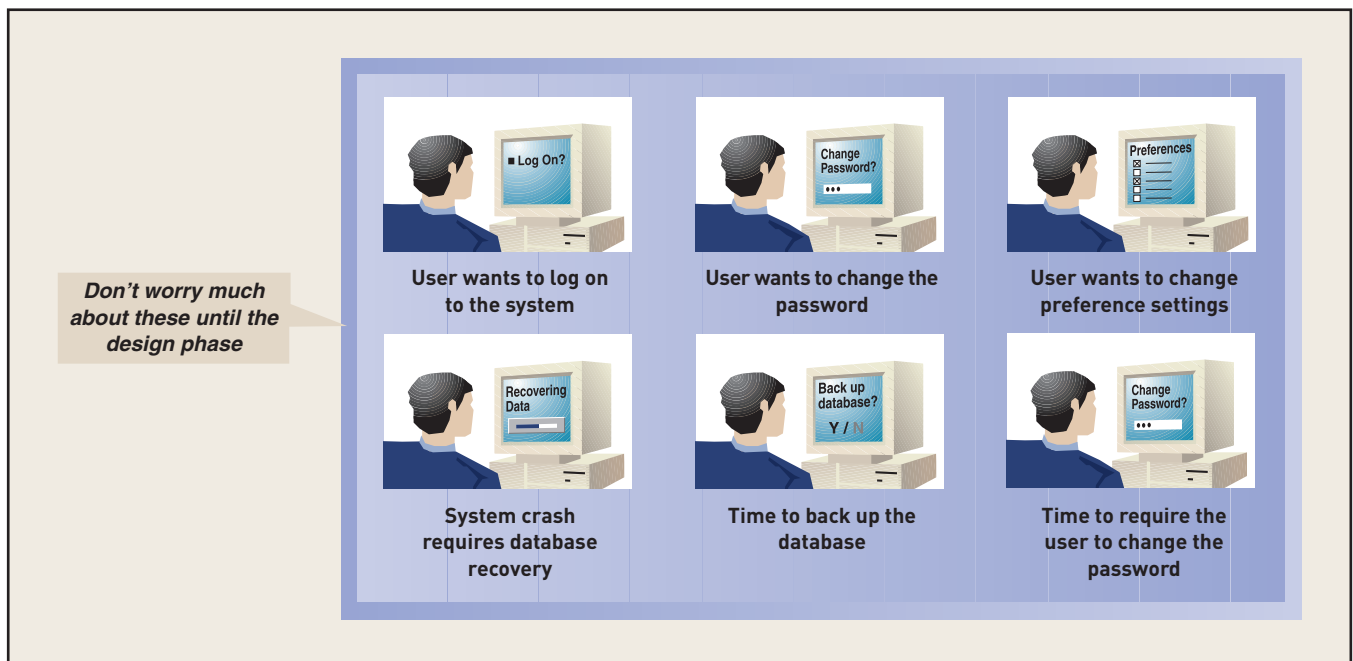 Don't worry much
about these until the
design phase
■ Log On?
User wants to log on
to the system
Change
Password?
User wants to change the
password
Preferences
User wants to change
preference settings
Recovering
Data
System crash
requires database
recovery
Back up
database?
Y / N
Time to back up the
database
Change
Password?
Time to require the
user to change the
password